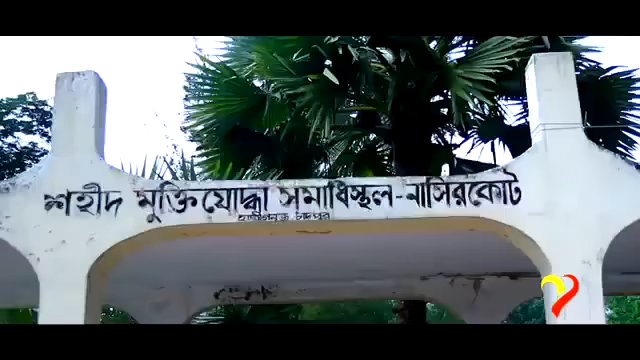 শহীদ মুক্তিযোদ্ধা সমাধিস্থল-নাসিরকোট
হাজিগঞ্জ চাঁদপুর